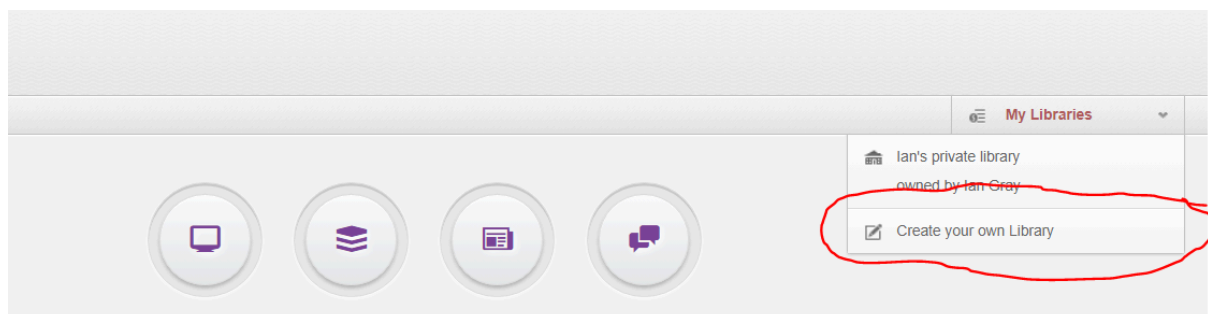 My Libraries
Ian's private library
owned by Ian Gray
Create your own Library